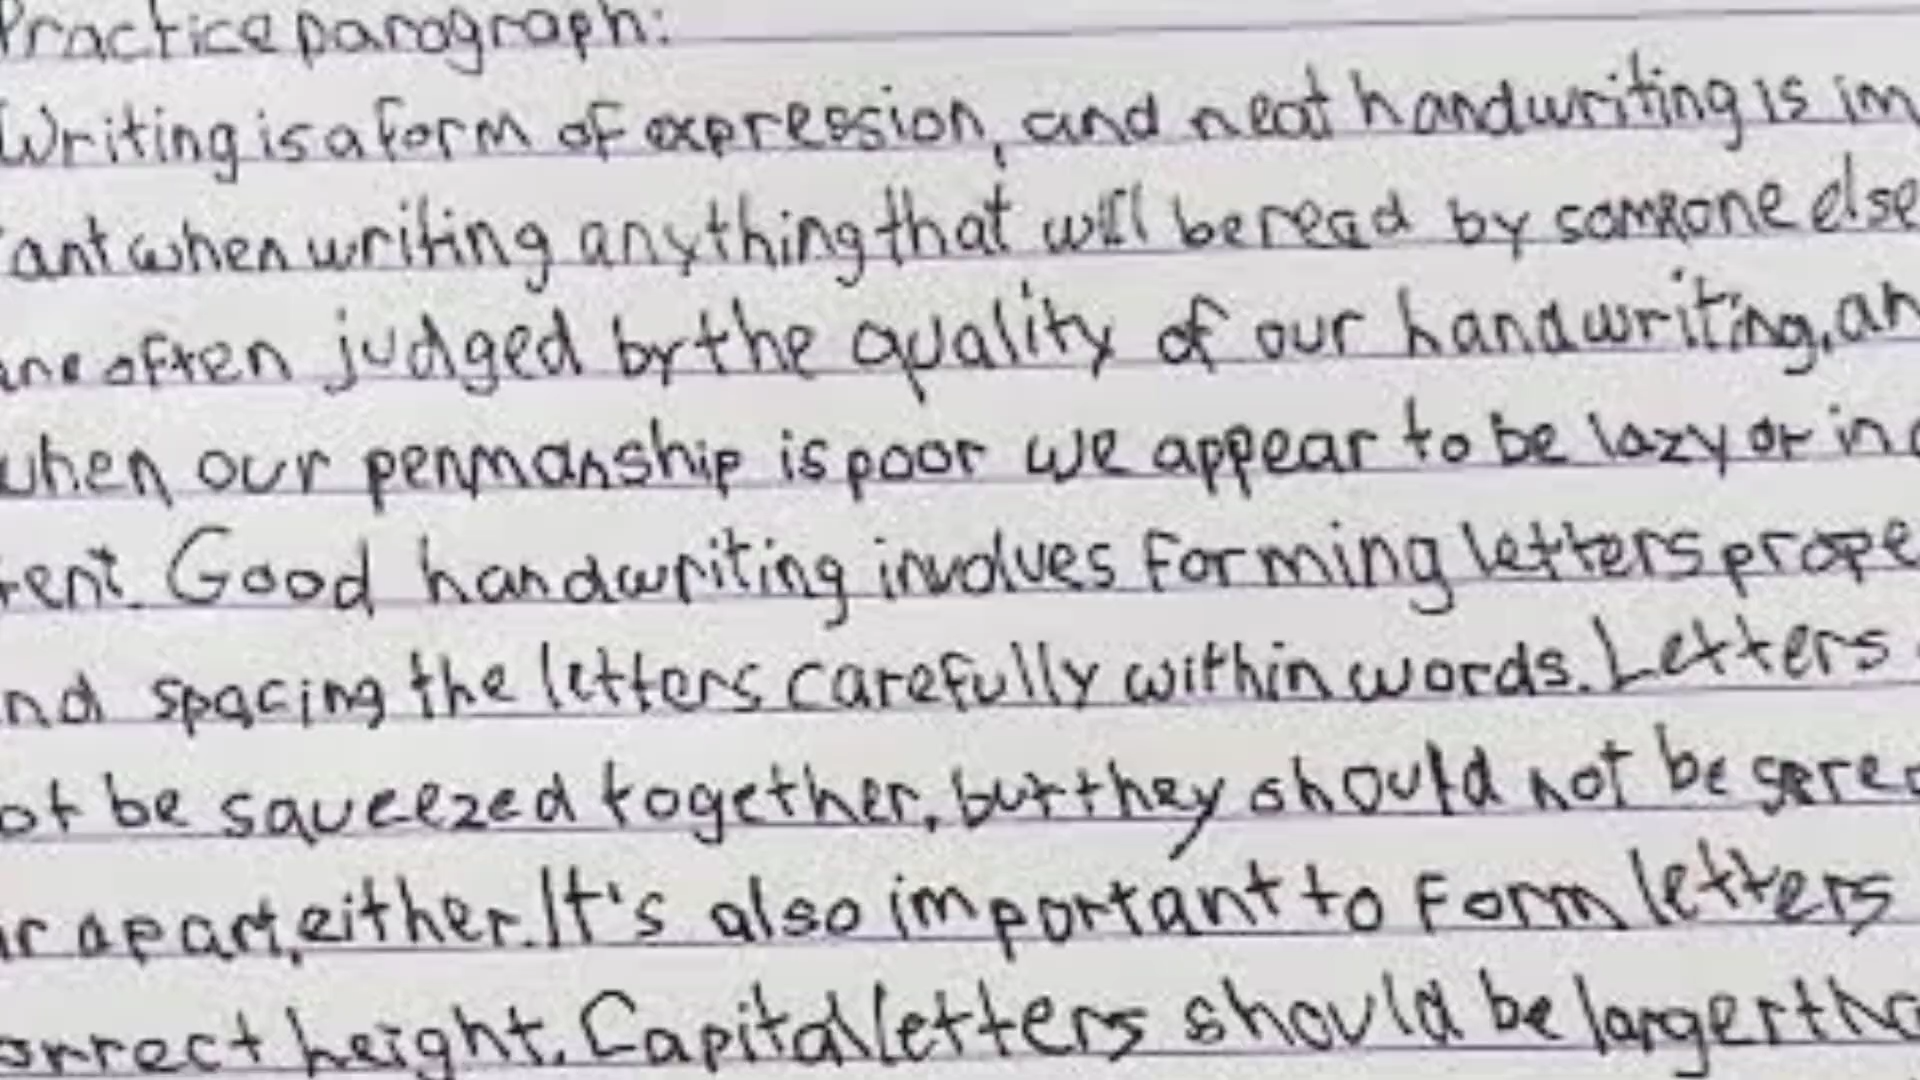 Practice paragraph:
Writing is a form of expression, and neat handwriting is im
ant when writing anything that will be read by someone else
are often judged by the quality of our handwriting, an
when our penmanship is poor we appear to be lazy or in
rent. Good handwriting involves forming letters prope
nd spacing the letters carefully within words. Letters
ot be squeezed together, but they should not be sprea
ar apart, either. It's also important to form letters
orrect height. Capital letters should be larger tha